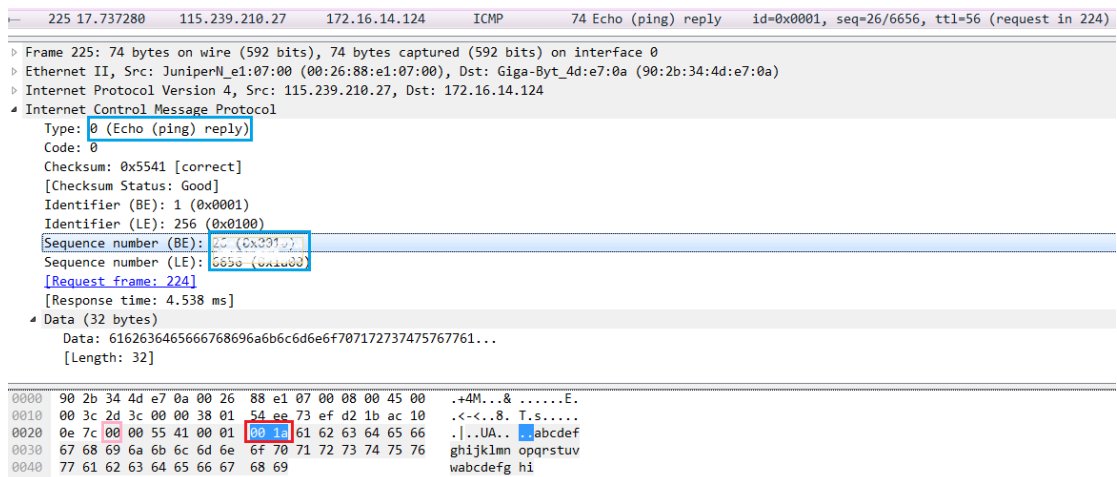 225 17.737280 115.239.210.27 172.16.14.124 ICMP 74 Echo (ping) reply id=0x0001, seq=26/6656, ttl=56 (request in 224)
Frame 225: 74 bytes on wire (592 bits), 74 bytes captured (592 bits) on interface 0
Ethernet II, Src: JuniperN_e1:07:00 (00:26:88:e1:07:00), Dst: Giga-Byt_4d:e7:0a (90:2b:34:4d:e7:0a)
Internet Protocol Version 4, Src: 115.239.210.27, Dst: 172.16.14.124
Internet Control Message Protocol
Type: 0 (Echo (ping) reply)
Code: 0
Checksum: 0x5541 [correct]
[Checksum Status: Good]
Identifier (BE): 1 (0x0001)
Identifier (LE): 256 (0x0100)
Sequence number (BE):
Sequence number (LE): 6656 (0x1a00)
[Request frame: 224]
[Response time: 4.538 ms]
Data (32 bytes)
Data: 6162636465666768696a6b6c6d6e6f707172737475767761...
[Length: 32]
0000 90 2b 34 4d e7 0a 00 26 88 e1 07 00 08 00 45 00 .+4M...& ......E.
0010 00 3c 2d 3c 00 00 38 01 54 ee 73 ef d2 1b ac 10 .<-<..8. T.s.....
0020 0e 7c 00 00 55 41 00 01 00 1a 61 62 63 64 65 66 .|..UA.. ..abcdef
0030 67 68 69 6a 6b 6c 6d 6e 6f 70 71 72 73 74 75 76 ghijklmn opqrstuv
0040 77 61 62 63 64 65 66 67 68 69 wabcdefg hi